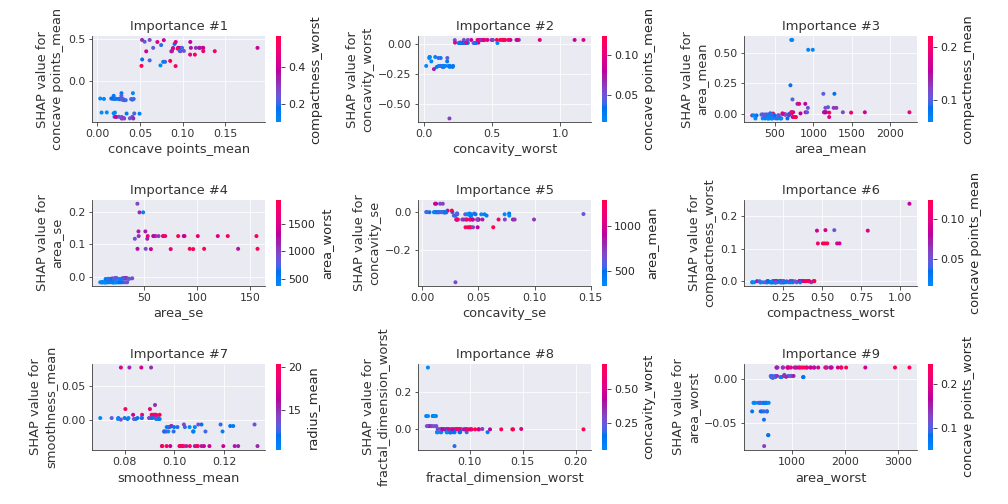 Importance #1
SHAP value for
concave points_mean
0.5
0.0
0.00
0.05
0.10
0.15
concave points_mean
0.4
0.2
compactness_worst
Importance #2
SHAP value for
concavity_worst
0.00
−0.25
−0.50
0.0
0.5
1.0
concavity_worst
0.10
0.05
concave points_mean
Importance #3
SHAP value for
area_mean
0.50
0.25
0.00
500
1000
1500
2000
area_mean
0.2
0.1
compactness_mean
Importance #4
SHAP value for
area_se
0.2
0.1
0.0
50
100
150
area_se
1500
1000
500
area_worst
Importance #5
SHAP value for
concavity_se
0.0
−0.2
0.00
0.05
0.10
0.15
concavity_se
1000
500
area_mean
Importance #6
SHAP value for
compactness_worst
0.2
0.1
0.0
0.25
0.50
0.75
1.00
compactness_worst
0.10
0.05
concave points_mean
Importance #7
SHAP value for
smoothness_mean
0.05
0.00
0.08
0.10
0.12
smoothness_mean
20
15
radius_mean
Importance #8
SHAP value for
fractal_dimension_worst
0.2
0.0
0.10
0.15
0.20
fractal_dimension_worst
0.50
0.25
concavity_worst
Importance #9
SHAP value for
area_worst
0.00
−0.05
1000
2000
3000
area_worst
0.2
0.1
concave points_worst